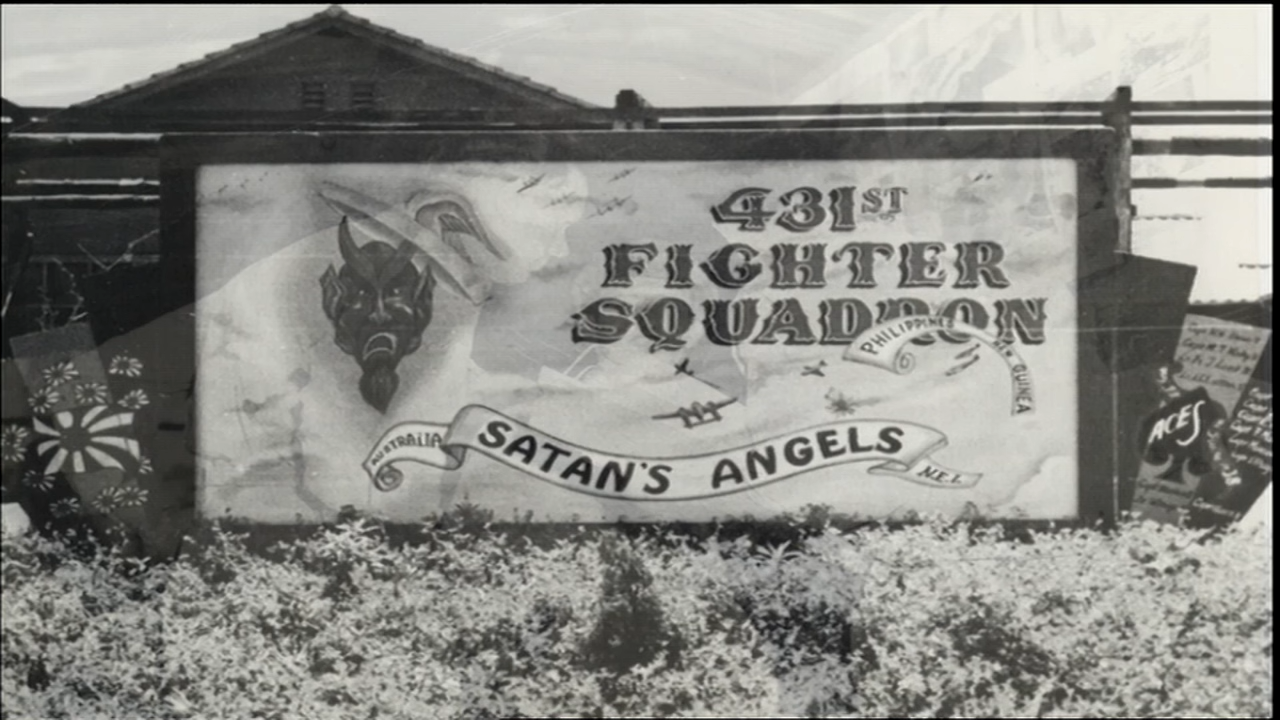 431ST
FIGHTER
SQUADRON
PHILIPPINES
N. GUINEA
AUSTRALIA
SATAN'S ANGELS
N.E.I.
ACES